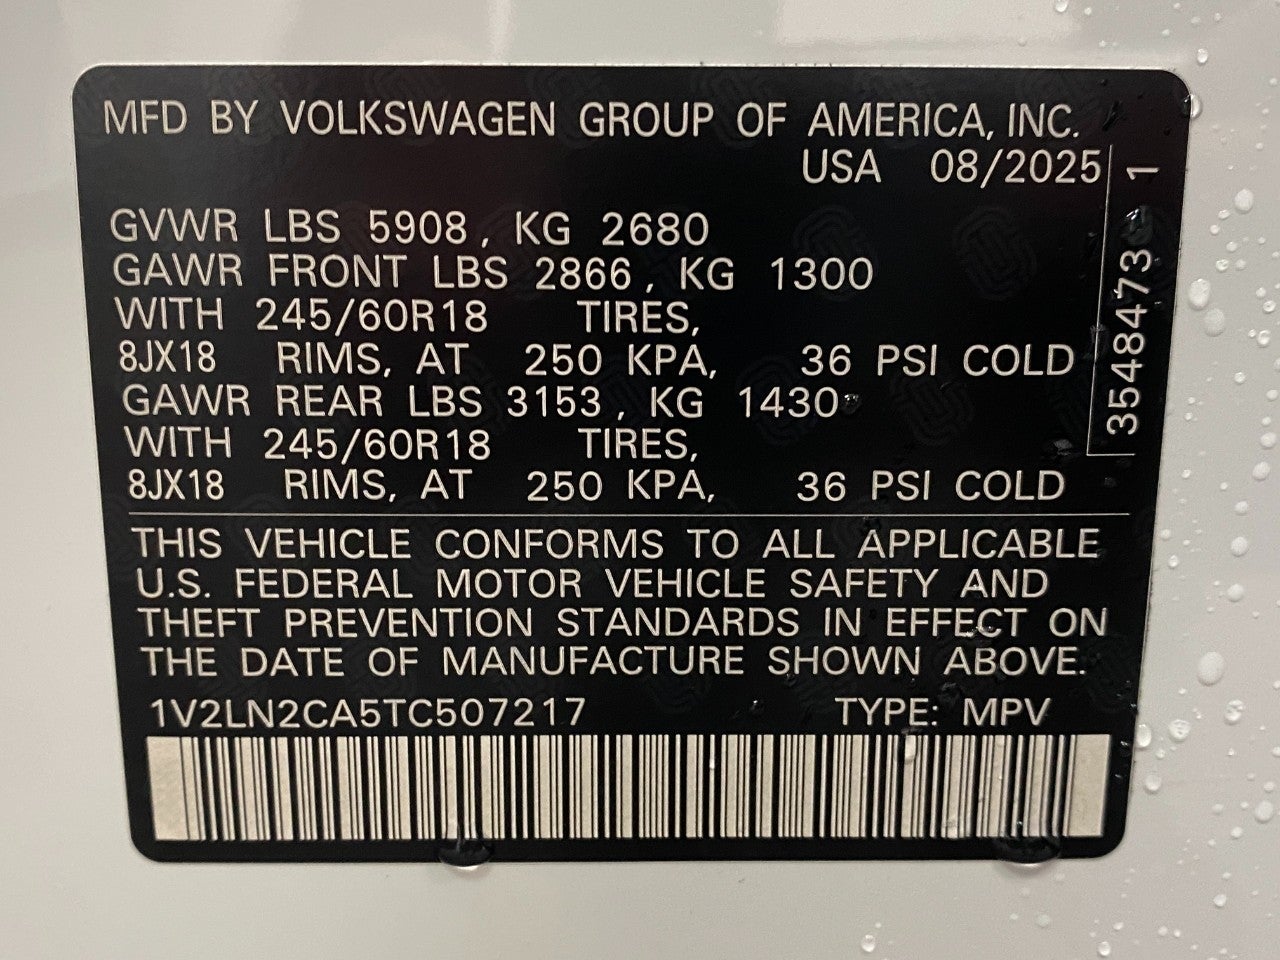 MFD BY VOLKSWAGEN GROUP OF AMERICA, INC.
USA 08/2025
GVWR LBS 5908, KG 2680
GAWR FRONT LBS 2866, KG 1300
WITH 245/60R18 TIRES,
8JX18 RIMS, AT 250 KPA, 36 PSI COLD
GAWR REAR LBS 3153, KG 1430
WITH 245/60R18 TIRES,
8JX18 RIMS, AT 250 KPA, 36 PSI COLD
3548473 1
THIS VEHICLE CONFORMS TO ALL APPLICABLE
U.S. FEDERAL MOTOR VEHICLE SAFETY AND
THEFT PREVENTION STANDARDS IN EFFECT ON
THE DATE OF MANUFACTURE SHOWN ABOVE.
1V2LN2CA5TC507217 TYPE: MPV